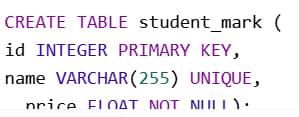 CREATE TABLE student_mark (
id INTEGER PRIMARY KEY,
name VARCHAR(255) UNIQUE,
price FLOAT NOT NULL);